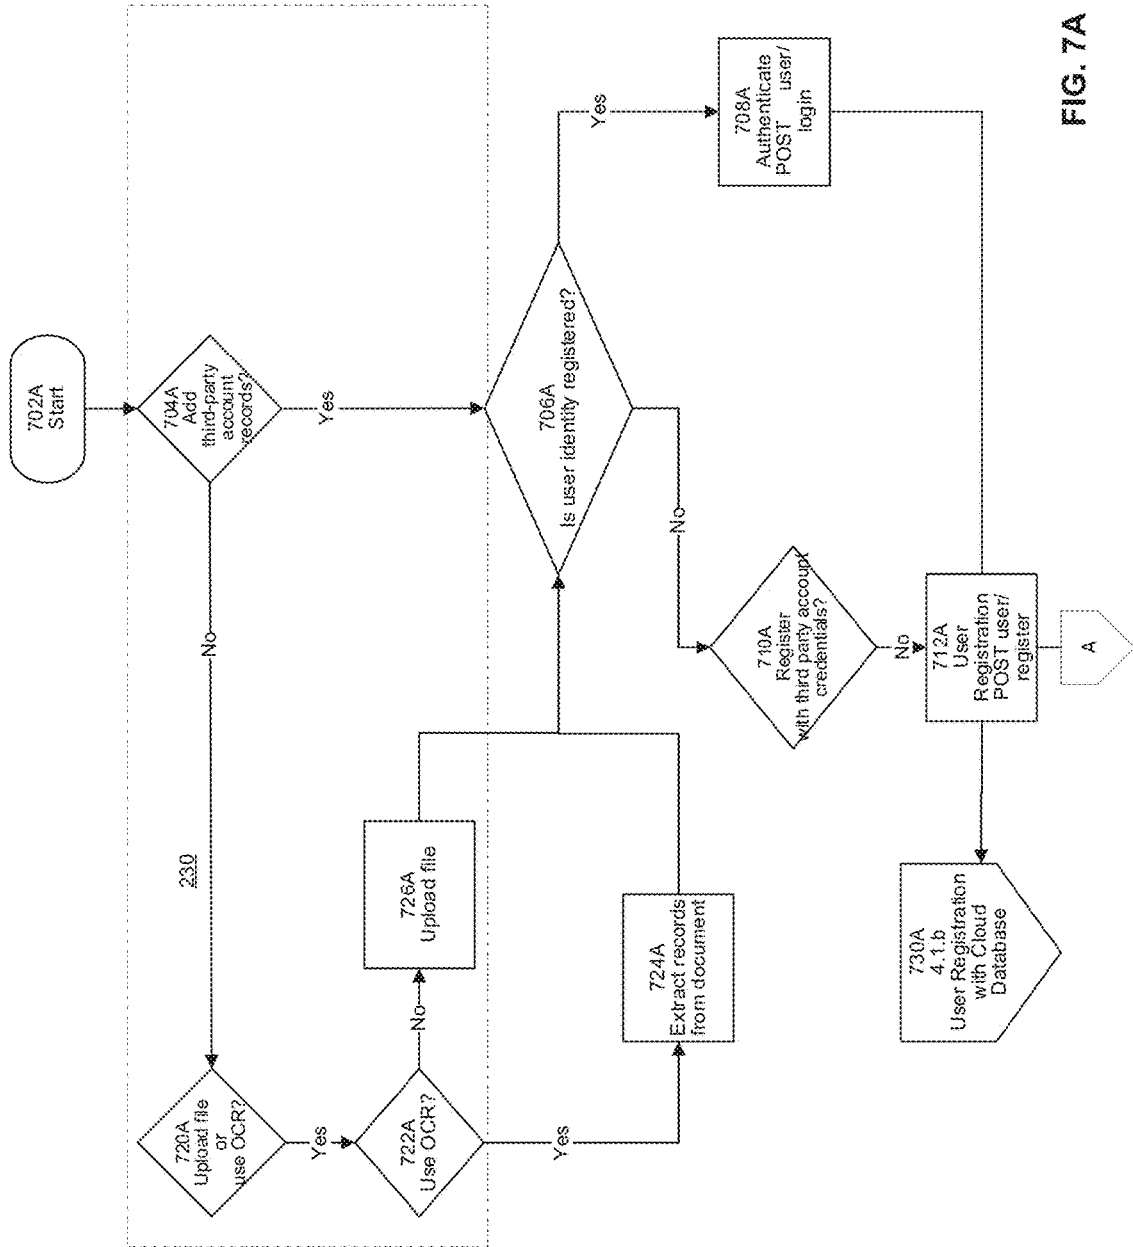 702A
Start
704A
Add
third-party
account
records?
No
Yes
230
720A
Upload file
or
use OCR?
Yes
722A
Use OCR?
No
Yes
726A
Upload file
724A
Extract records
from document
706A
Is user identity registered?
Yes
No
708A
Authenticate
POST user/
login
710A
Register
with third party account
credentials?
No
712A
User
Registration
POST user/
register
A
730A
4.1.b
User Registration
with Cloud
Database
FIG. 7A